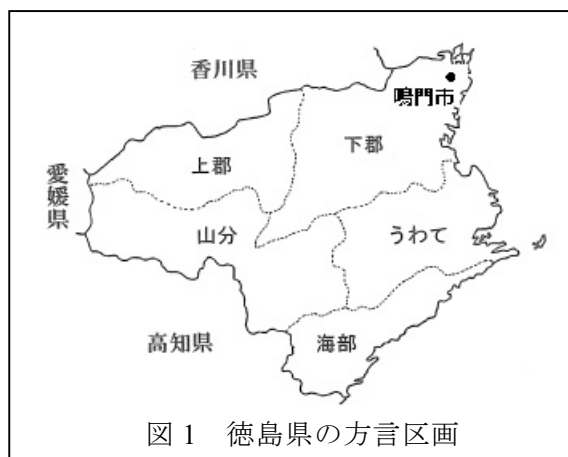 香川県
鳴門市
下郡
上郡
愛媛県
山分
うわて
高知県
海部
図1 徳島県の方言区画